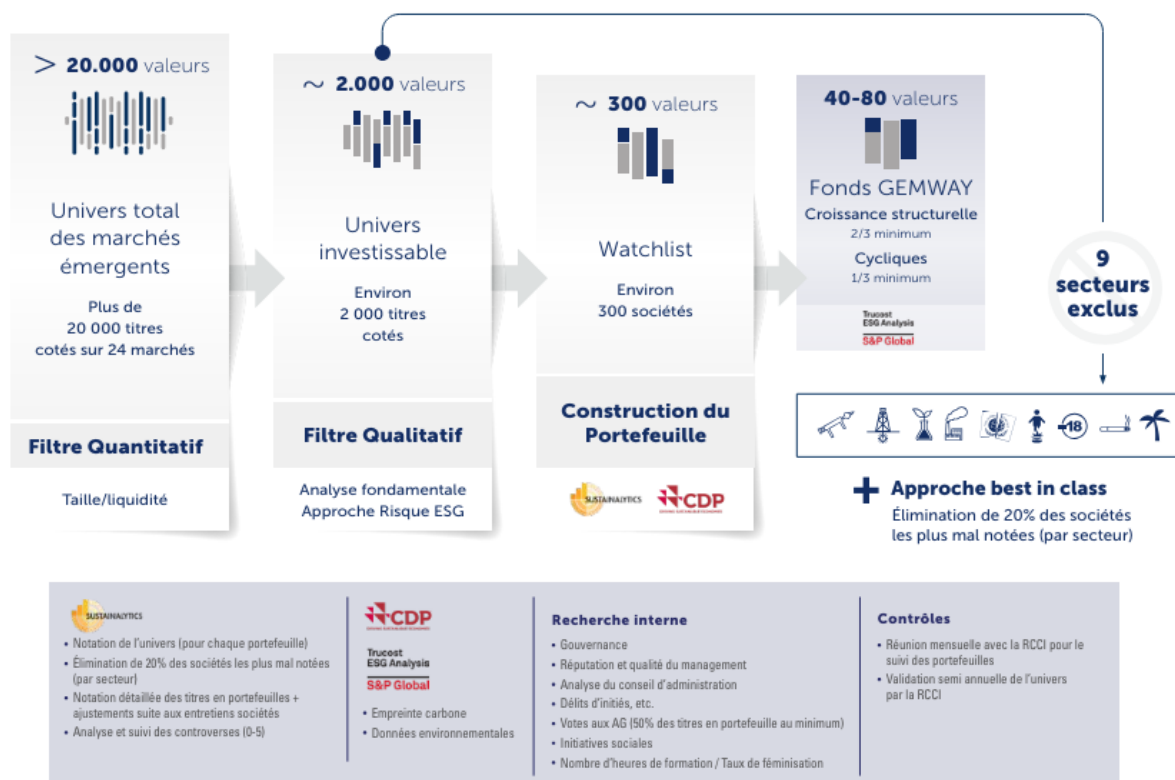 > 20.000 valeurs
Univers total
des marchés
émergents
Plus de
20 000 titres
cotés sur 24 marchés
Filtre Quantitatif
Taille/liquidité
~ 2.000 valeurs
Univers
investissable
Environ
2 000 titres
cotés
Filtre Qualitatif
Analyse fondamentale
Approche Risque ESG
~ 300 valeurs
Watchlist
Environ
300 sociétés
Construction du
Portefeuille
SUSTAINALYTICS
CDP
40-80 valeurs
Fonds GEMWAY
Croissance structurelle
2/3 minimum
Cycliques
1/3 minimum
Trucost
ESG Analysis
S&P Global
9
secteurs
exclus
-18
+ Approche best in class
Élimination de 20% des sociétés
les plus mal notées (par secteur)
SUSTAINALYTICS
• Notation de l'univers (pour chaque portefeuille)
• Élimination de 20% des sociétés les plus mal notées
(par secteur)
• Notation détaillée des titres en portefeuilles +
ajustements suite aux entretiens sociétés
• Analyse et suivi des controverses (0-5)
CDP
DRIVING SUSTAINABLE ECONOMIES
Trucost
ESG Analysis
S&P Global
• Empreinte carbone
• Données environnementales
Recherche interne
• Gouvernance
• Réputation et qualité du management
• Analyse du conseil d'administration
• Délits d'initiés, etc.
• Votes aux AG (50% des titres en portefeuille au minimum)
• Initiatives sociales
• Nombre d'heures de formation / Taux de féminisation
Contrôles
• Réunion mensuelle avec la RCCI pour le
suivi des portefeuilles
• Validation semi annuelle de l'univers
par la RCCI